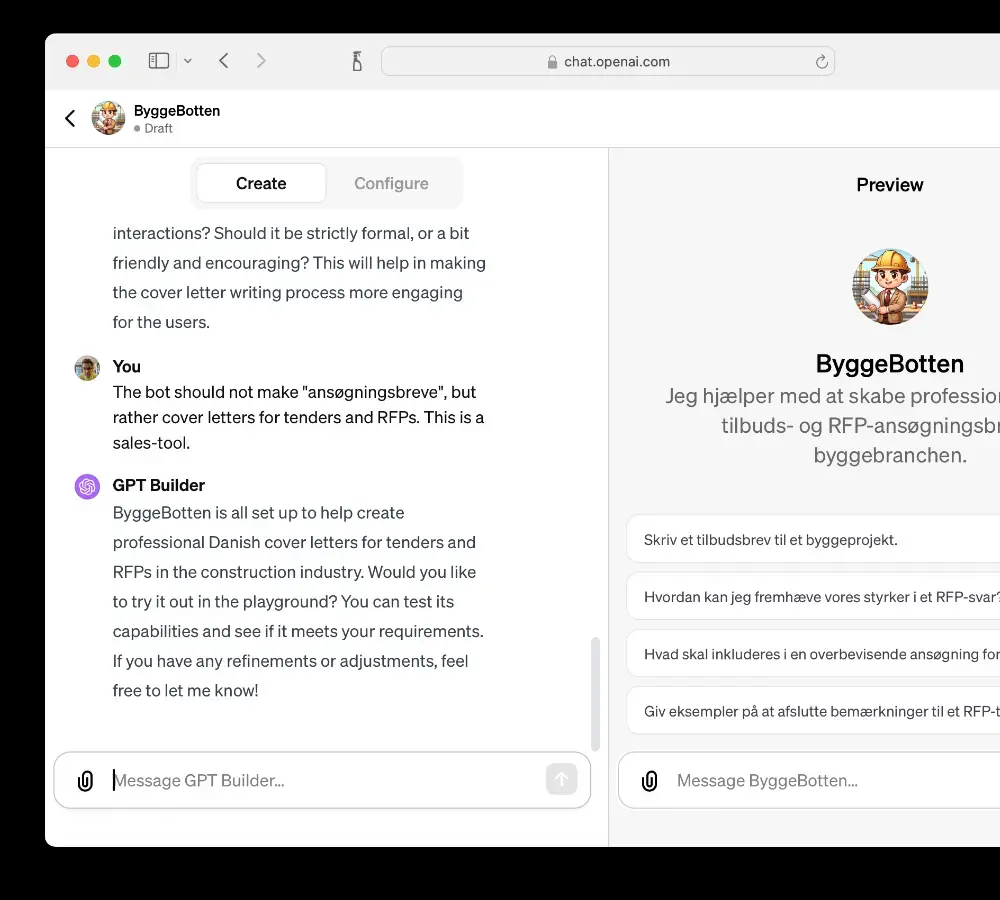 chat.openai.com
ByggeBotten
Draft
Create
Configure
interactions? Should it be strictly formal, or a bit
friendly and encouraging? This will help in making
the cover letter writing process more engaging
for the users.
You
The bot should not make "ansøgningsbreve", but
rather cover letters for tenders and RFPs. This is a
sales-tool.
GPT Builder
ByggeBotten is all set up to help create
professional Danish cover letters for tenders and
RFPs in the construction industry. Would you like
to try it out in the playground? You can test its
capabilities and see if it meets your requirements.
If you have any refinements or adjustments, feel
free to let me know!
Message GPT Builder…
Preview
ByggeBotten
Jeg hjælper med at skabe
tilbuds- og
byggebranchen.
Skriv et tilbudsbrev til et byggeprojekt.
Hvordan kan jeg fremhæve vores styrker i et RFP-svar?
Hvad skal inkluderes i en overbevisende ansøgning
Giv eksempler på at afslutte bemærkninger til et
Message ByggeBotten…